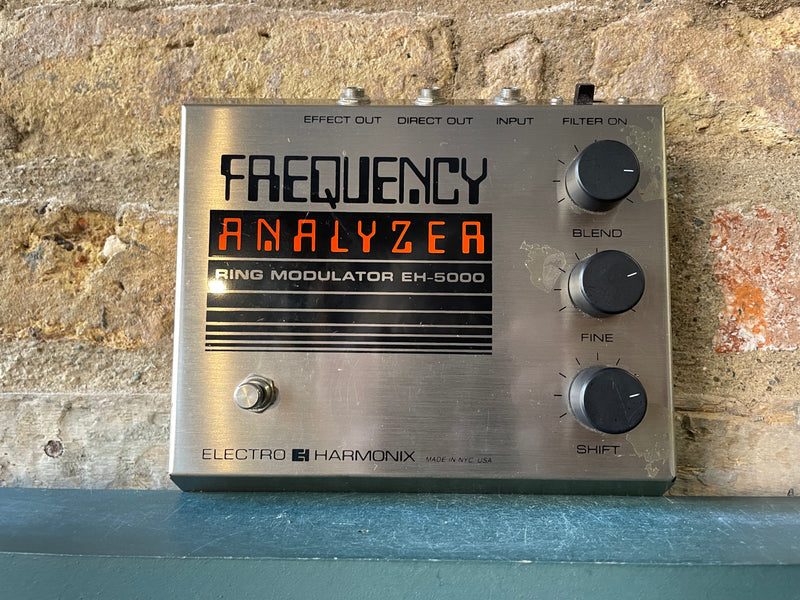 EFFECT OUT DIRECT OUT INPUT FILTER ON
FREQUENCY
ANALYZER
RING MODULATOR EH-5000
BLEND
FINE
SHIFT
ELECTRO EH HARMONIX MADE IN NYC, USA